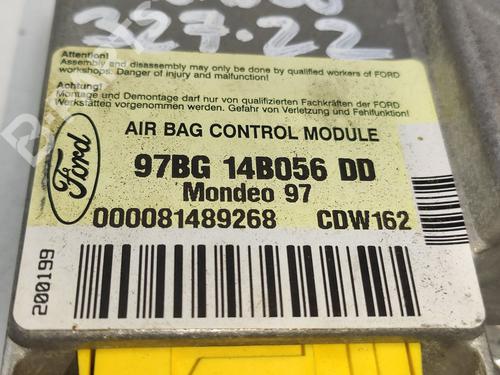 327.22
Attention!
Assembly and disassembly may only be done by qualified workers of FORD
workshops. Danger of injury and malfunction!
Achtung!
Montage und Demontage darf nur von qualifizierten Fachkräften der FORD
Werkstätten vorgenommen werden. Gefahr von Verletzung und Fehlfunktion!
Ford
AIR BAG CONTROL MODULE
97BG 14B056 DD
Mondeo 97
000081489268 CDW162
200199